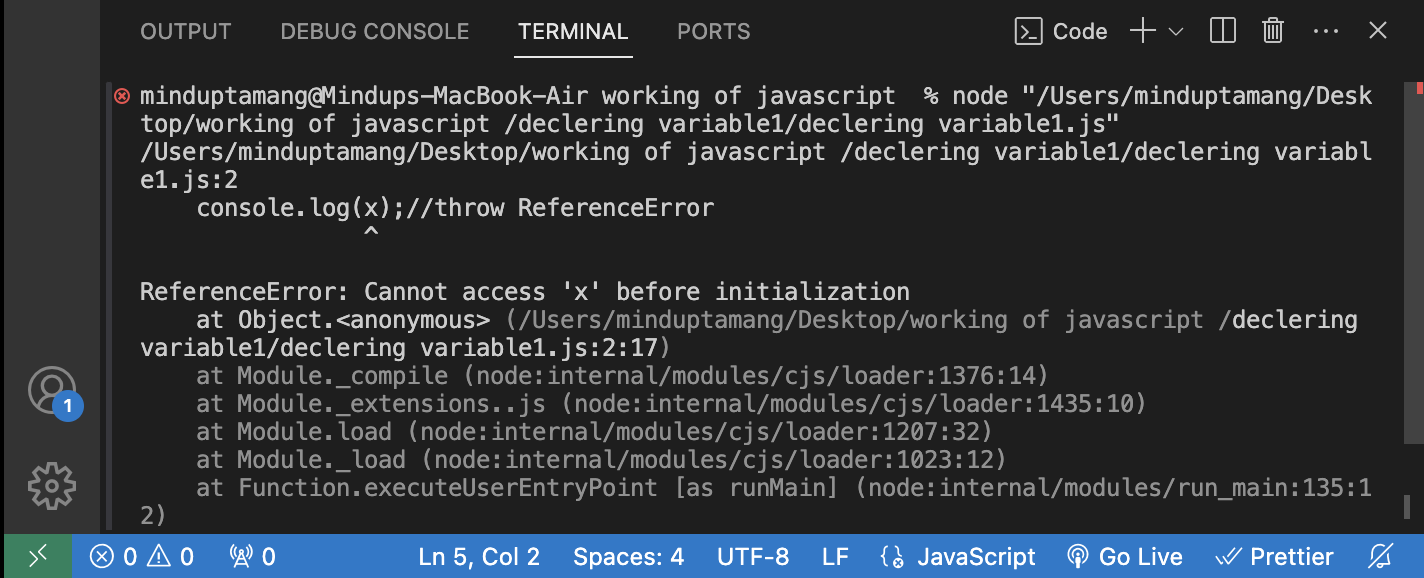 OUTPUT DEBUG CONSOLE TERMINAL PORTS Code
minduptamang@Mindups-MacBook-Air working of javascript  % node "/Users/minduptamang/Desk
top/working of javascript /declering variable1/declering variable1.js"
/Users/minduptamang/Desktop/working of javascript /declering variable1/declering variabl
e1.js:2
    console.log(x);//throw ReferenceError
                ^
ReferenceError: Cannot access 'x' before initialization
    at Object.<anonymous> (/Users/minduptamang/Desktop/working of javascript /declering
variable1/declering variable1.js:2:17)
    at Module._compile (node:internal/modules/cjs/loader:1376:14)
    at Module._extensions..js (node:internal/modules/cjs/loader:1435:10)
    at Module.load (node:internal/modules/cjs/loader:1207:32)
    at Module._load (node:internal/modules/cjs/loader:1023:12)
    at Function.executeUserEntryPoint [as runMain] (node:internal/modules/run_main:135:1
2)
1
0 0 0 Ln 5, Col 2 Spaces: 4 UTF-8 LF JavaScript Go Live Prettier